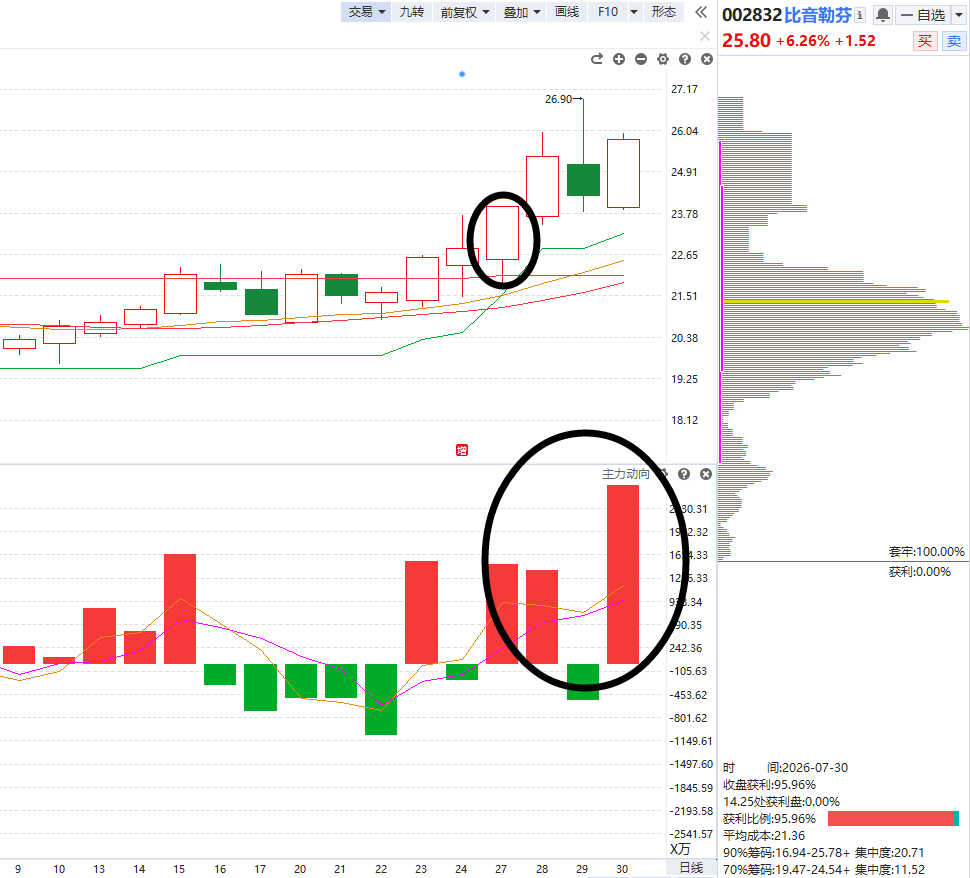 交易 九转 前复权 叠加 画线 F10 形态
002832 比音勒芬 自选
25.80 +6.26% +1.52 买 卖
27.17
26.90
26.04
24.91
23.78
22.65
21.51
20.38
19.25
18.12
增
主力动向
1634.33
242.36
-105.63
-453.62
-801.62
-1149.61
-1497.60
-1845.59
-2193.58
-2541.57
X万
9 10 13 14 15 16 17 20 21 22 23 24 27 28 29 30 日线
套牢:100.00%
获利:0.00%
时 间:2026-07-30
收盘获利:95.96%
14.25处获利盘:0.00%
获利比例:95.96%
平均成本:21.36
90%筹码:16.94-25.78+ 集中度:20.71
70%筹码:19.47-24.54+ 集中度:11.52